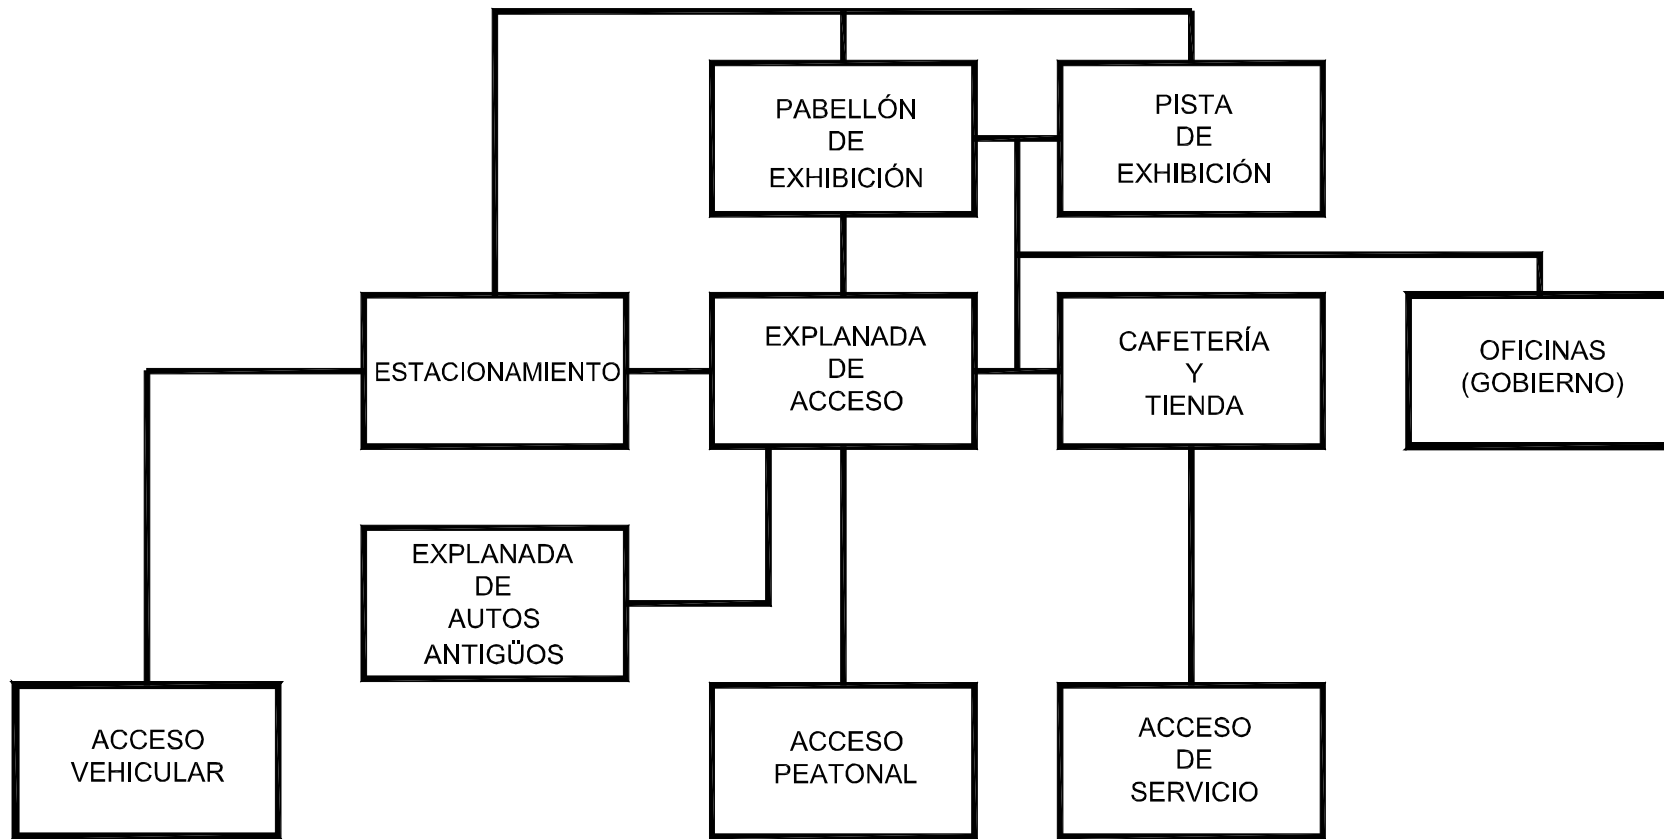 PABELLÓN
DE
EXHIBICIÓN
PISTA
DE
EXHIBICIÓN
ESTACIONAMIENTO
EXPLANADA
DE
ACCESO
CAFETERÍA
Y
TIENDA
OFICINAS
(GOBIERNO)
EXPLANADA
DE
AUTOS
ANTIGÜOS
ACCESO
VEHICULAR
ACCESO
PEATONAL
ACCESO
DE
SERVICIO